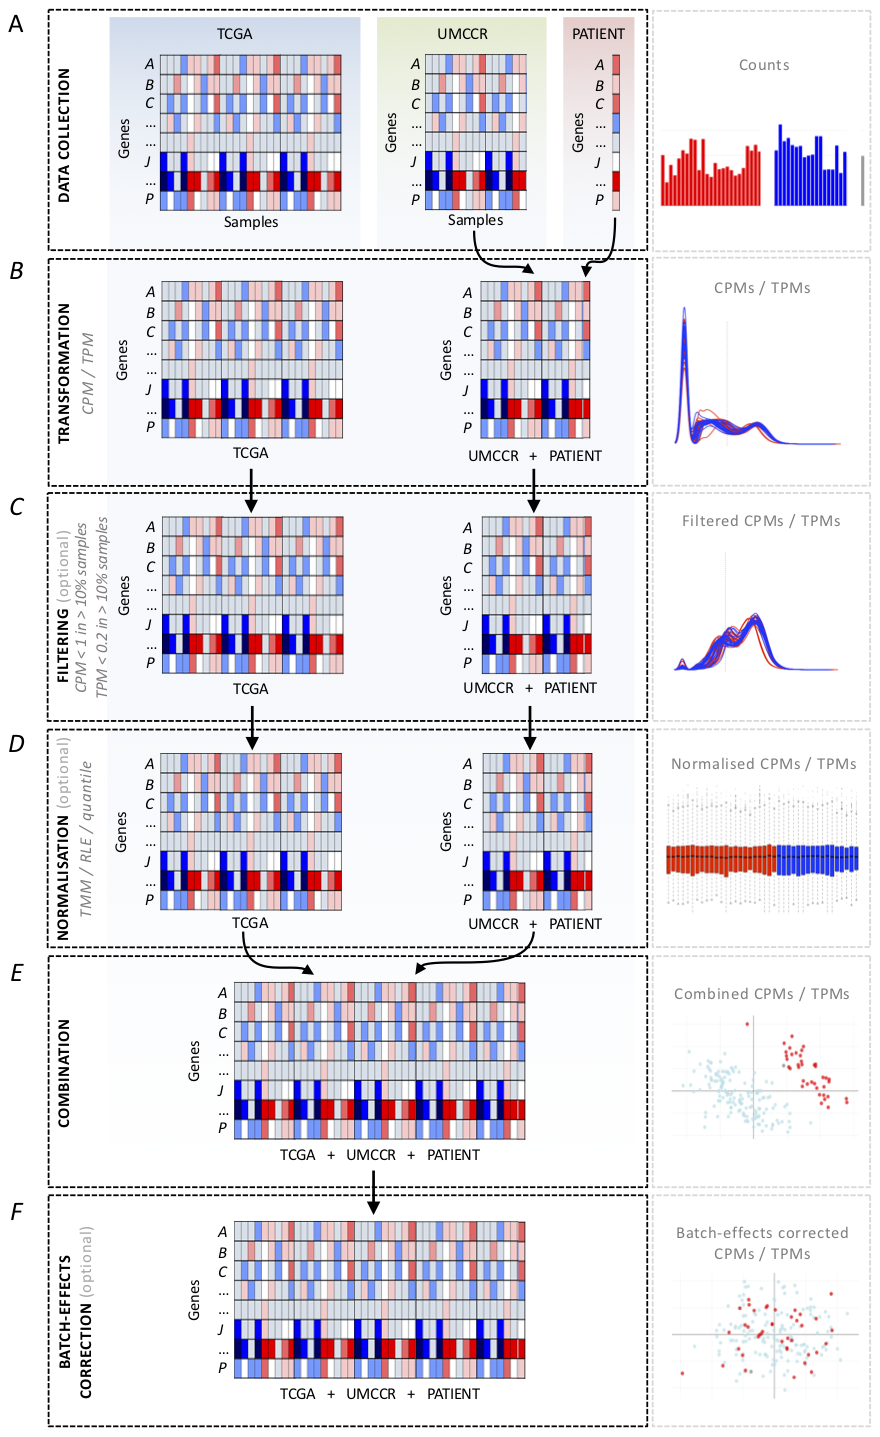 A
DATA COLLECTION
TCGA
UMCCR
PATIENT
Genes
A
B
C
...
...
J
...
P
Samples
Genes
A
B
C
...
...
J
...
P
Samples
Genes
A
B
C
...
...
J
...
P
Counts
B
TRANSFORMATION
CPM / TPM
Genes
A
B
C
...
...
J
...
P
TCGA
Genes
A
B
C
...
...
J
...
P
UMCCR + PATIENT
CPMs / TPMs
C
FILTERING (optional)
CPM < 1 in > 10% samples
TPM < 0.2 in > 10% samples
Genes
A
B
C
...
...
J
...
P
TCGA
Genes
A
B
C
...
...
J
...
P
UMCCR + PATIENT
Filtered CPMs / TPMs
D
NORMALISATION (optional)
TMM / RLE / quantile
Genes
A
B
C
...
...
J
...
P
TCGA
Genes
A
B
C
...
...
J
...
P
UMCCR + PATIENT
Normalised CPMs / TPMs
E
COMBINATION
Genes
A
B
C
...
...
J
...
P
TCGA + UMCCR + PATIENT
Combined CPMs / TPMs
F
BATCH-EFFECTS
CORRECTION (optional)
Genes
A
B
C
...
...
J
...
P
TCGA + UMCCR + PATIENT
Batch-effects corrected
CPMs / TPMs